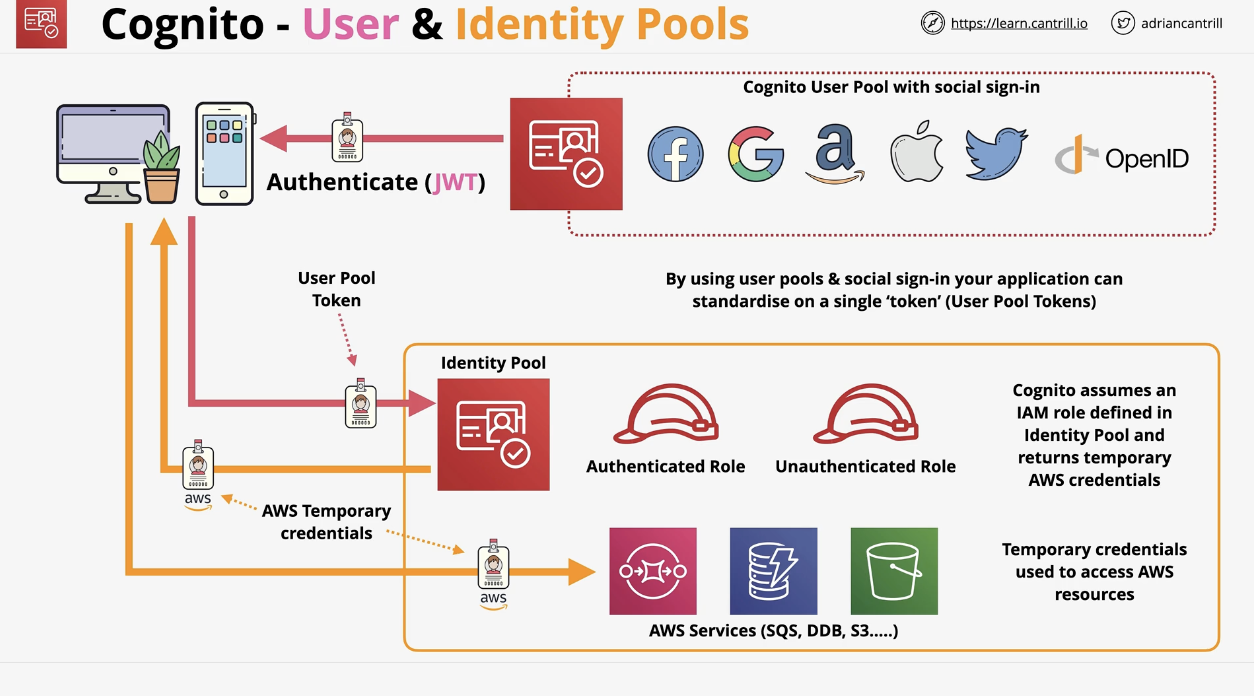 Cognito - User & Identity Pools
https://learn.cantrill.io
adriancantrill
Cognito User Pool with social sign-in
Authenticate (JWT)
OpenID
User Pool
Token
By using user pools & social sign-in your application can
standardise on a single ‘token’ (User Pool Tokens)
Identity Pool
Authenticated Role
Unauthenticated Role
Cognito assumes an
IAM role defined in
Identity Pool and
returns temporary
AWS credentials
aws
AWS Temporary
credentials
aws
Temporary credentials
used to access AWS
resources
AWS Services (SQS, DDB, S3.....)